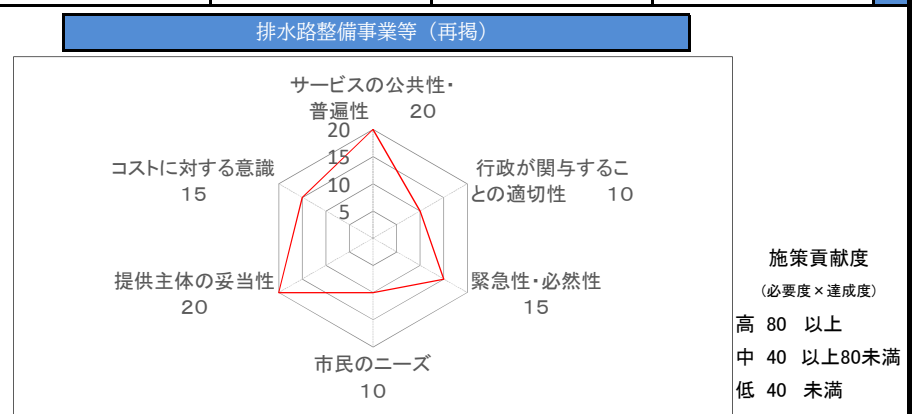 排水路整備事業等（再掲）
サービスの公共性・
普遍性 20
20
15
10
5
コストに対する意識
15
行政が関与するこ
との適切性 10
提供主体の妥当性
20
緊急性・必然性
15
市民のニーズ
10
施策貢献度
（必要度×達成度）
高 80 以上
中 40 以上80未満
低 40 未満